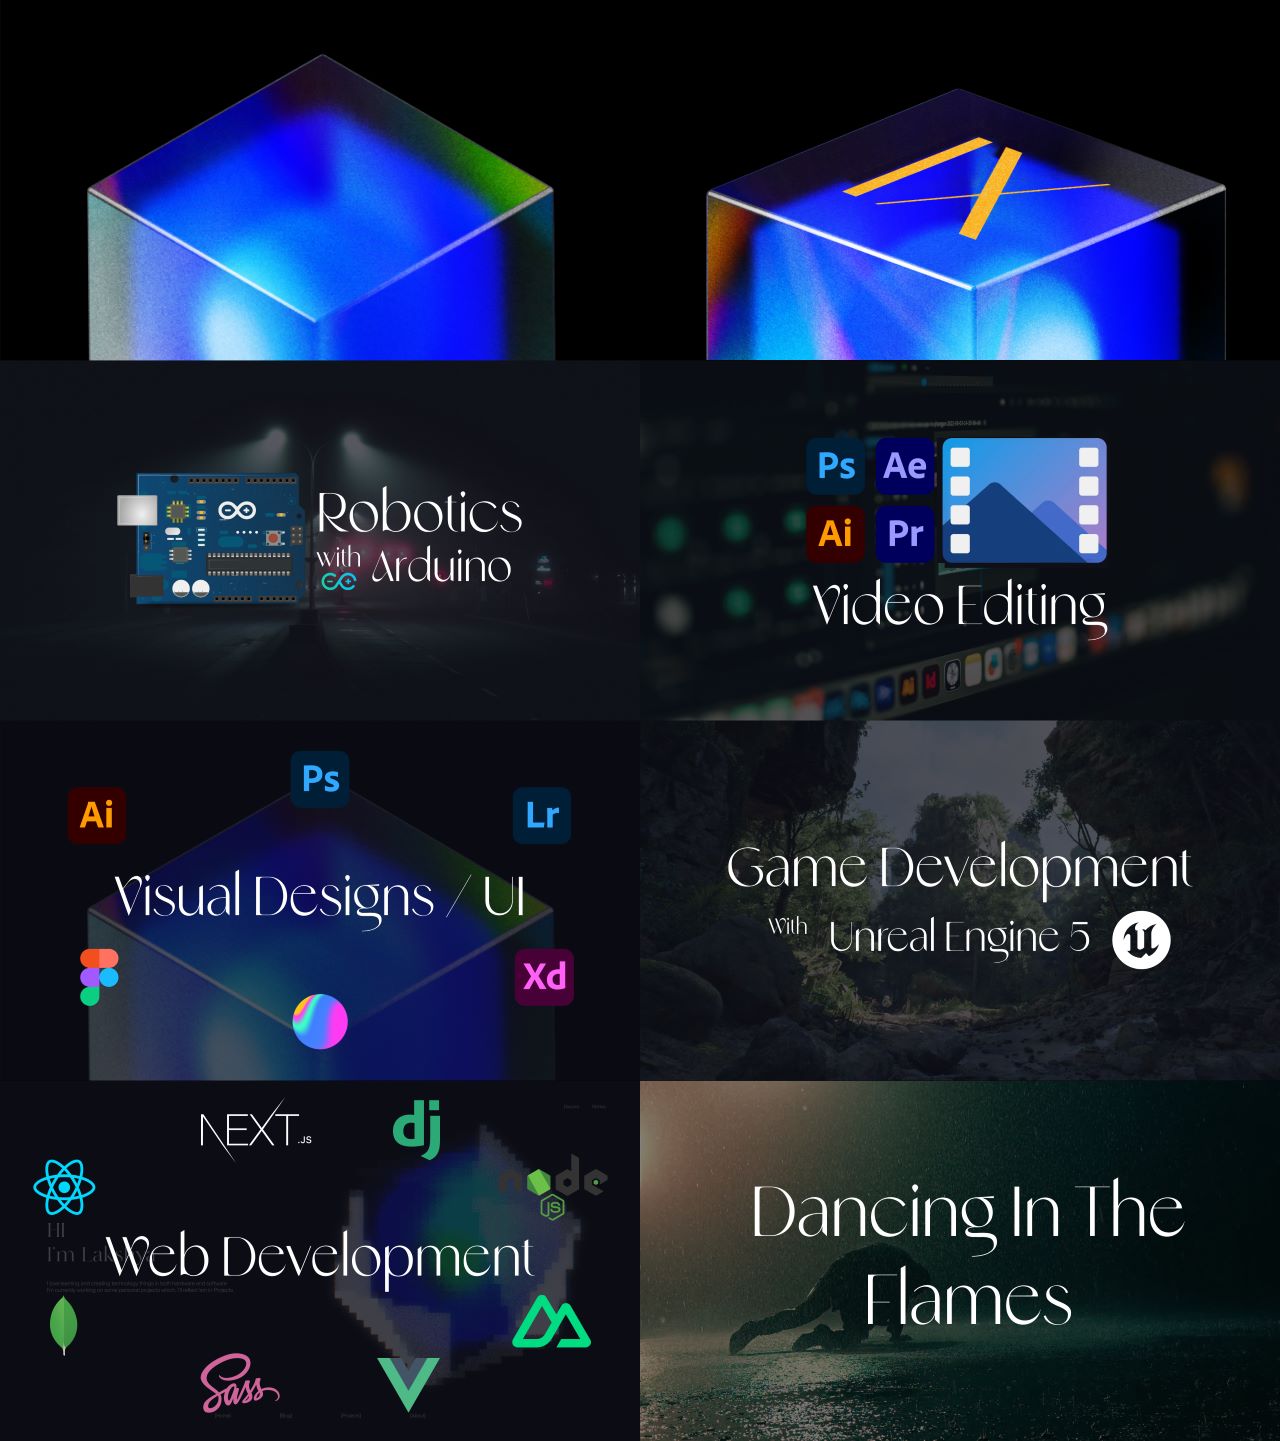 Robotics
with Arduino
Ps Ae
Ai Pr
Video Editing
Ps
Ai
Lr
Visual Designs / UI
Xd
Game Development
With Unreal Engine 5
NEXT.JS
dj
node
JS
HI
I'm Laks
Web Development
Sass
Dancing In The
Flames